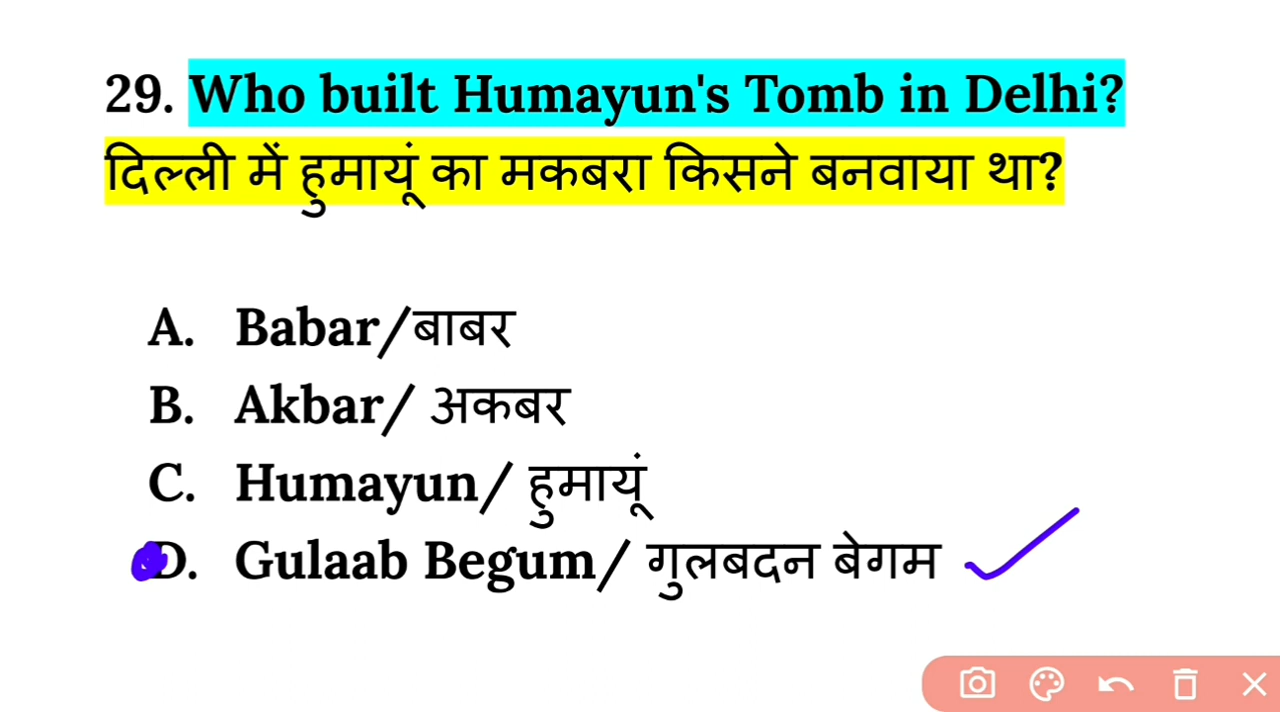 29. Who built Humayun's Tomb in Delhi?
दिल्ली में हुमायूं का मकबरा किसने बनवाया था?
A. Babar/बाबर
B. Akbar/ अकबर
C. Humayun/ हुमायूं
D. Gulaab Begum/ गुलबदन बेगम